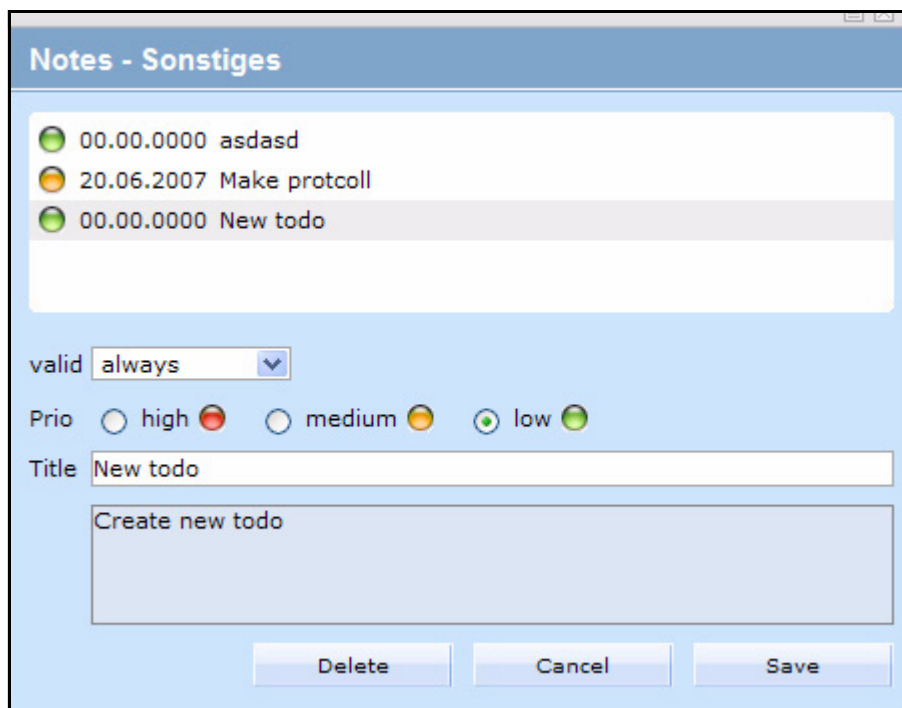 Notes - Sonstiges
00.00.0000 asdasd
20.06.2007 Make protcoll
00.00.0000 New todo
valid always
Prio high medium low
Title New todo
Create new todo
Delete Cancel Save